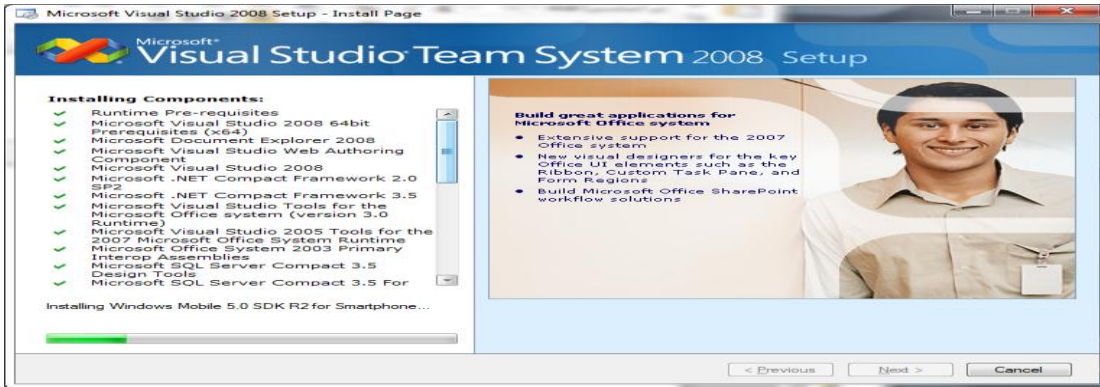 Microsoft Visual Studio 2008 Setup - Install Page
Microsoft®
Visual Studio Team System 2008 Setup
Installing Components:
Runtime Pre-requisites
Microsoft Visual Studio 2008 64bit
Prerequisites (x64)
Microsoft Document Explorer 2008
Microsoft Visual Studio Web Authoring
Component
Microsoft Visual Studio 2008
Microsoft .NET Compact Framework 2.0
SP2
Microsoft .NET Compact Framework 3.5
Microsoft Visual Studio Tools for the
Microsoft Office system (version 3.0
Runtime)
Microsoft Visual Studio 2005 Tools for the
2007 Microsoft Office System Runtime
Microsoft Office System 2003 Primary
Interop Assemblies
Microsoft SQL Server Compact 3.5
Design Tools
Microsoft SQL Server Compact 3.5 For
Installing Windows Mobile 5.0 SDK R2 for Smartphone...
Build great applications for
Microsoft Office system
• Extensive support for the 2007
Office system
• New visual designers for the key
Office UI elements such as the
Ribbon, Custom Task Pane, and
Form Regions
• Build Microsoft Office SharePoint
workflow solutions
< Previous
Next >
Cancel